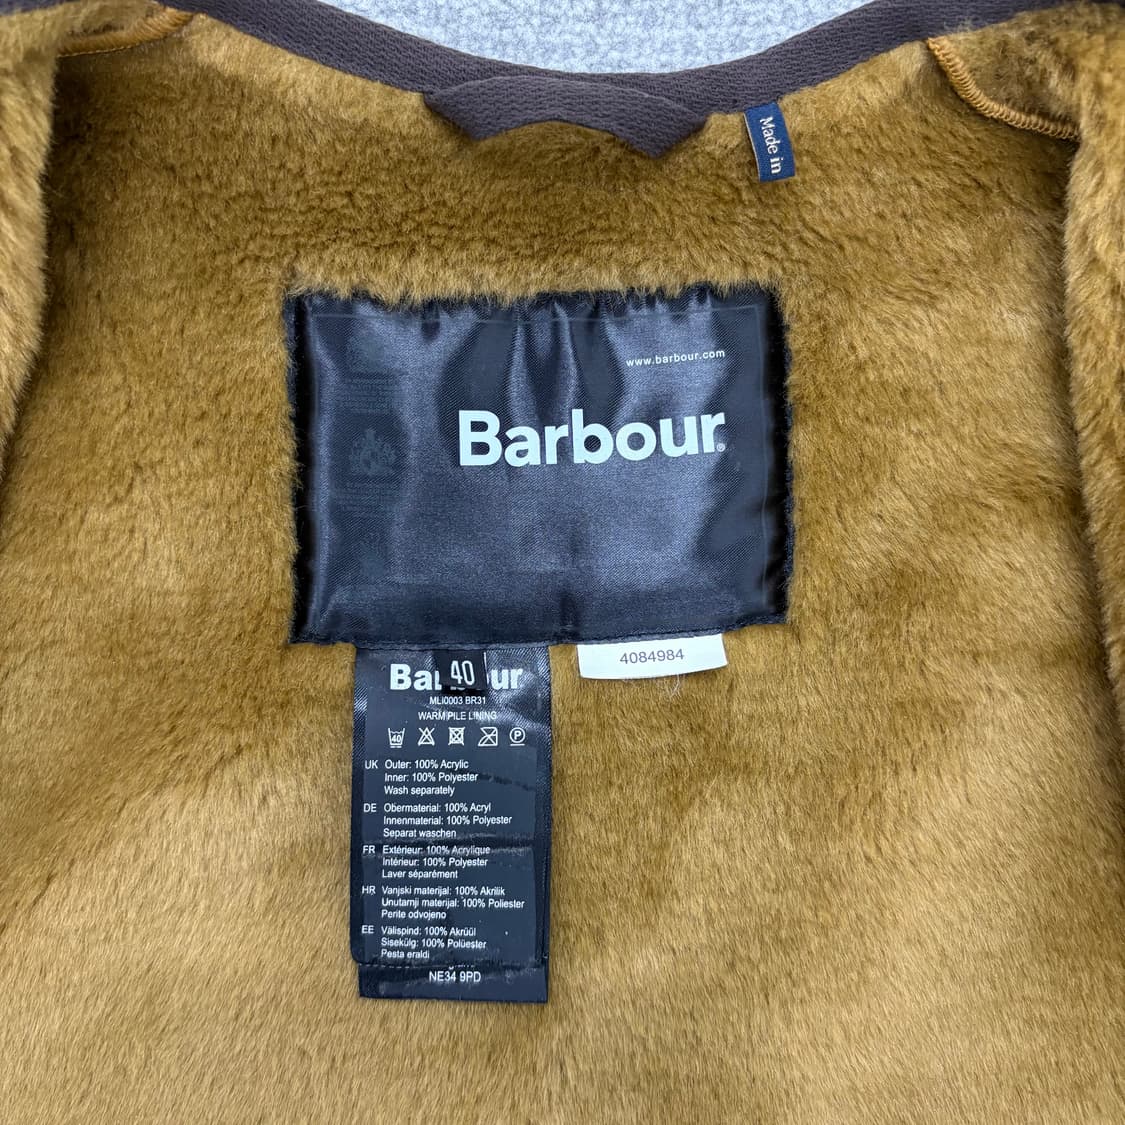 Made in
www.barbour.com
Barbour®
4084984
40
MLI0003 BR31
WARM PILE LINING
40 P
UK Outer: 100% Acrylic
Inner: 100% Polyester
Wash separately
DE Obermaterial: 100% Acryl
Innenmaterial: 100% Polyester
Separat waschen
FR Extérieur: 100% Acrylique
Intérieur: 100% Polyester
Laver séparément
HR Vanjski materijal: 100% Akrilik
Unutarnji materijal: 100% Poliester
Perite odvojeno
EE Välispind: 100% Akrüül
Sisekülg: 100% Polüester
Pesta eraldi
NE34 9PD